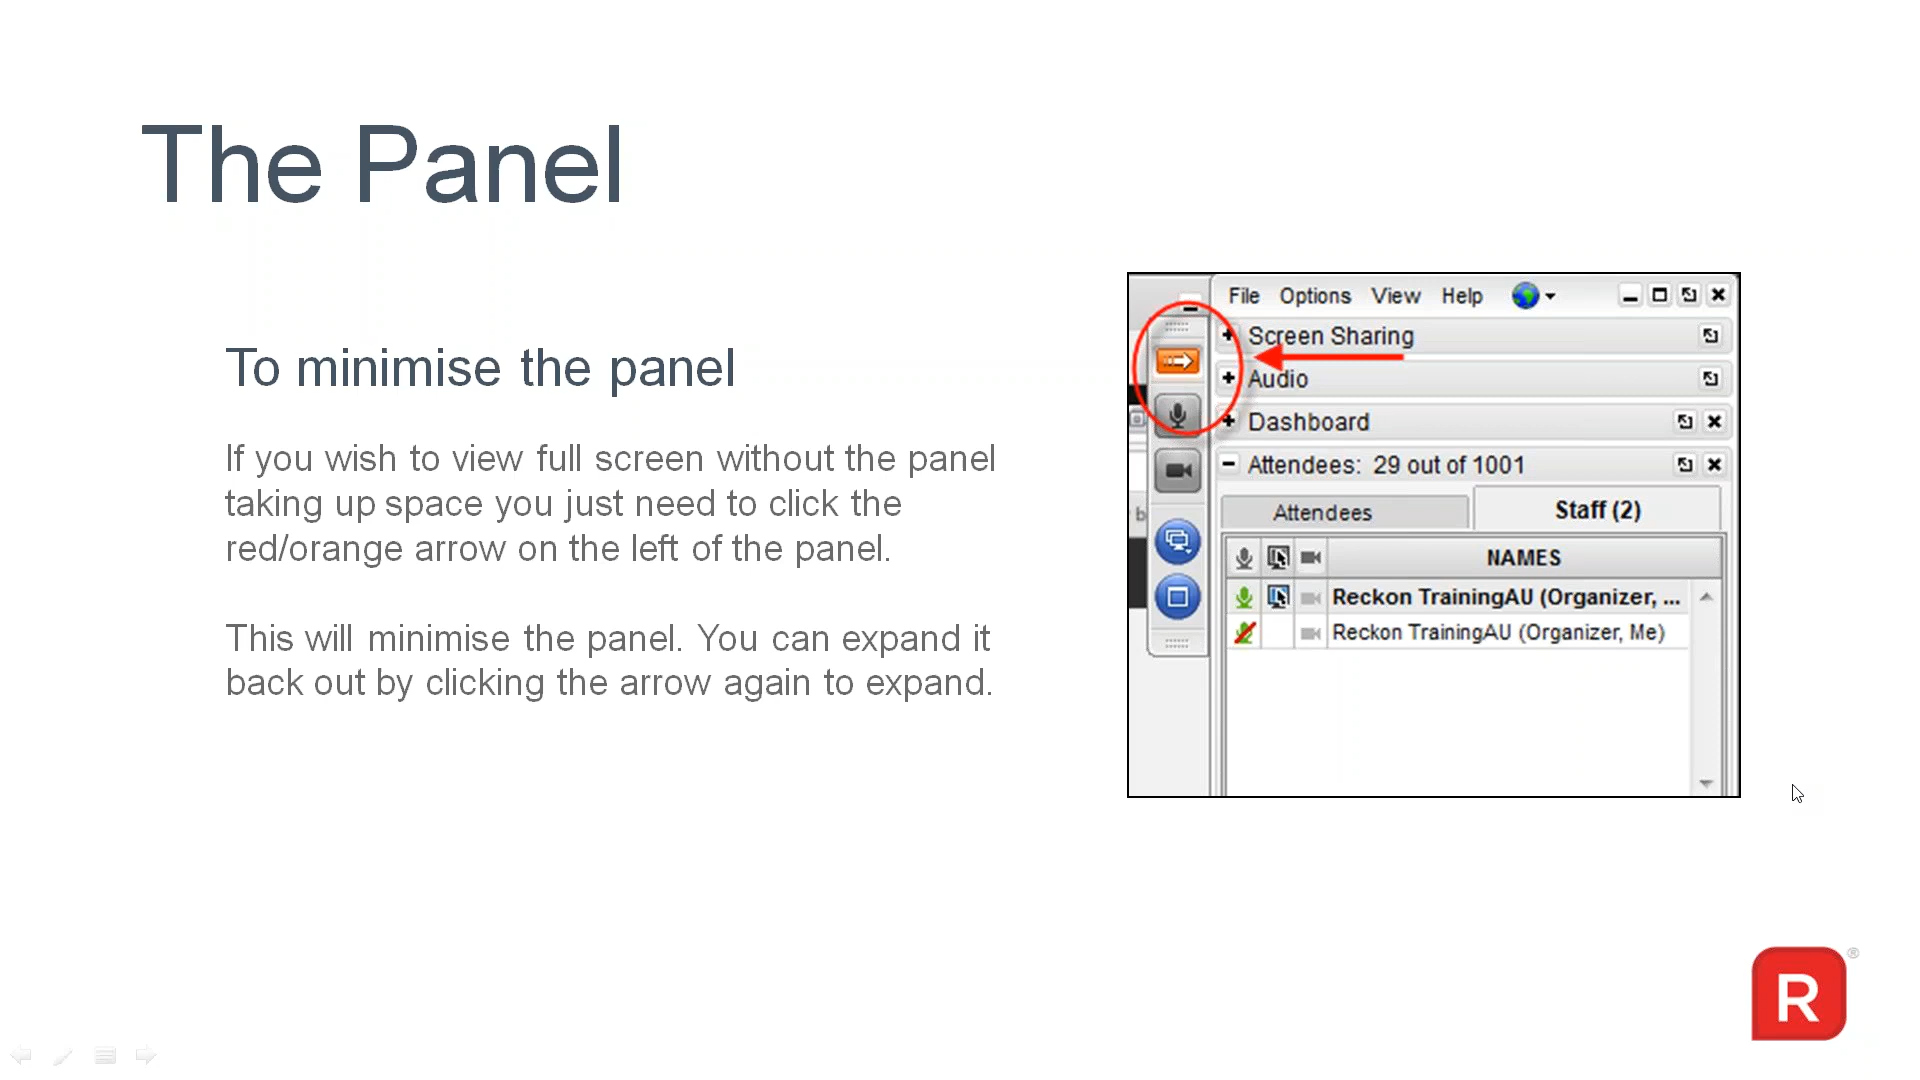 The Panel
To minimise the panel
If you wish to view full screen without the panel
taking up space you just need to click the
red/orange arrow on the left of the panel.
This will minimise the panel. You can expand it
back out by clicking the arrow again to expand.
File Options View Help
Screen Sharing
Audio
Dashboard
Attendees: 29 out of 1001
Attendees Staff (2)
NAMES
Reckon TrainingAU (Organizer, ...
Reckon TrainingAU (Organizer, Me)
b
R ®